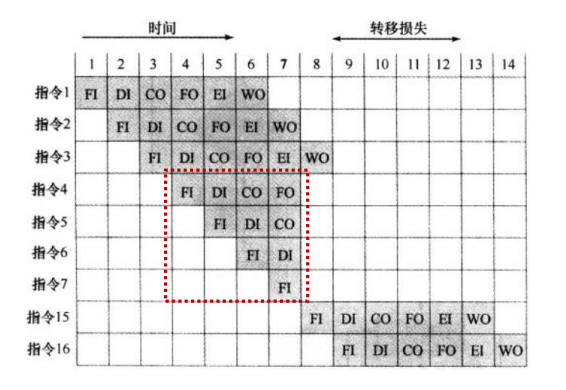 时间 转移损失
1 2 3 4 5 6 7 8 9 10 11 12 13 14
指令1 FI DI CO FO EI WO
指令2 FI DI CO FO EI WO
指令3 FI DI CO FO EI WO
指令4 FI DI CO FO
指令5 FI DI CO
指令6 FI DI
指令7 FI
指令15 FI DI CO FO EI WO
指令16 FI DI CO FO EI WO